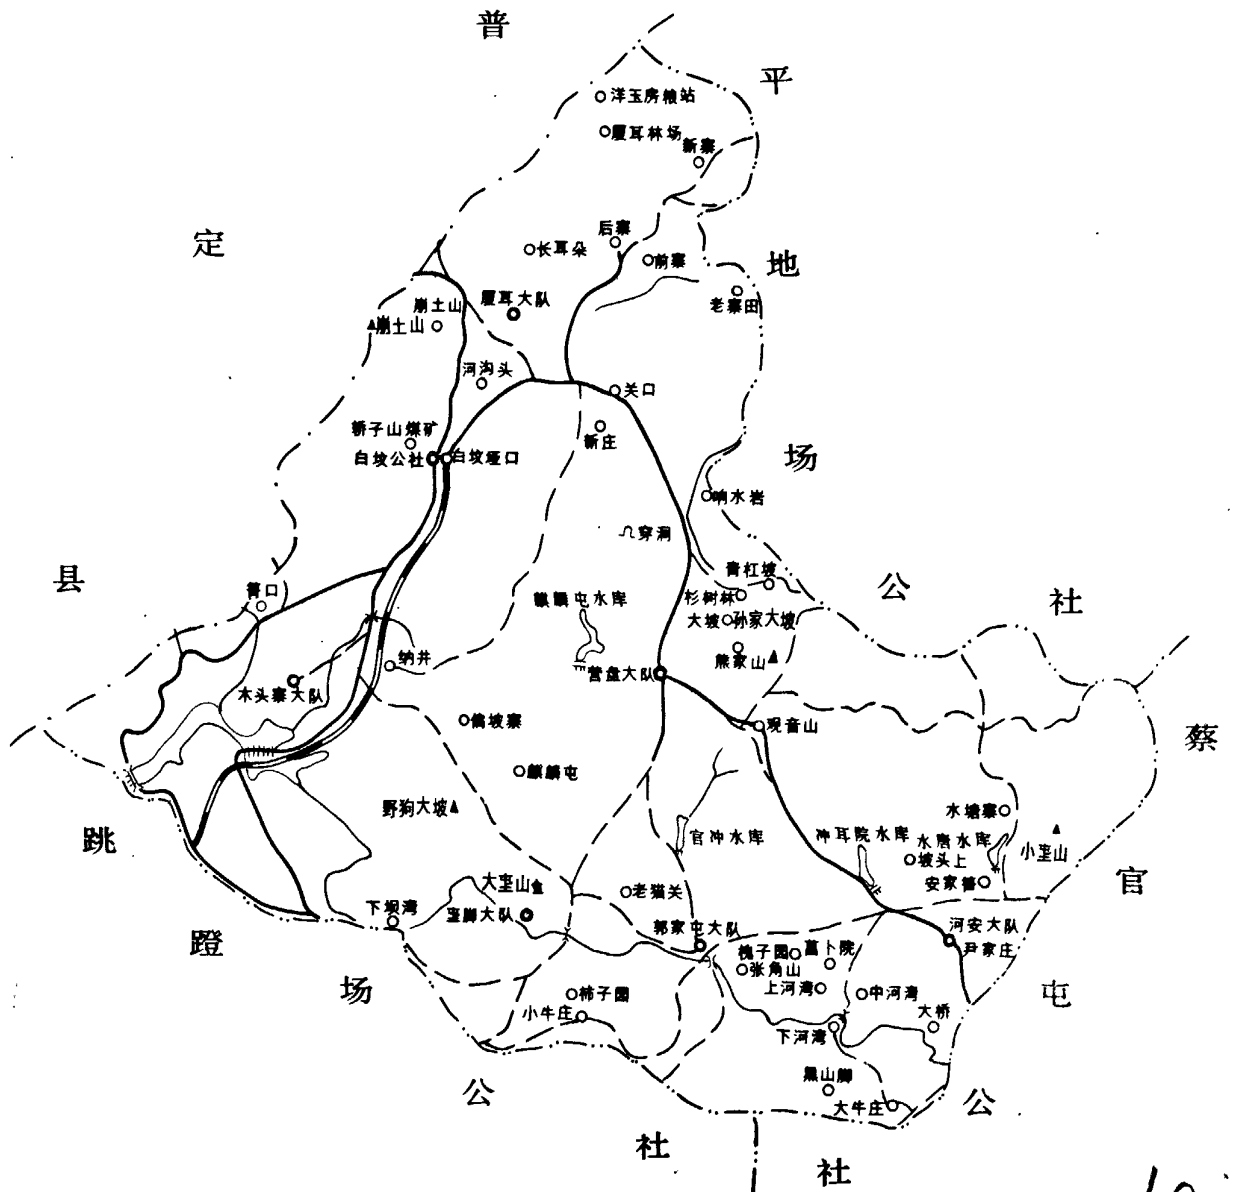 普
平
洋玉房粮站
厦耳林场
新寨
定
后寨
长耳朵
前寨
地
老寨田
厦耳大队
崩土山
崩土山
河沟头
关口
轿子山煤矿
新庄
白坟公社
白坟垭口
场
响水岩
穿洞
县
箐口
青杠坡
公
社
杉树林
麒麟屯水库
大坡
孙家大坡
纳井
熊家山
营盘大队
木头寨大队
偏坡寨
观音山
蔡
麒麟屯
野狗大坡
水塘寨
跳
官冲水库
冲耳院水库
水唐水库
坡头上
小垄山
安家箐
官
大垄山
老猫关
下坝湾
垄脚大队
郭家屯大队
河安大队
尹家庄
蹬
槐子园
萬卜院
张角山
场
柿子园
上河湾
中河湾
屯
小牛庄
大桥
下河湾
黑山脚
公
大牛庄
公
社
社